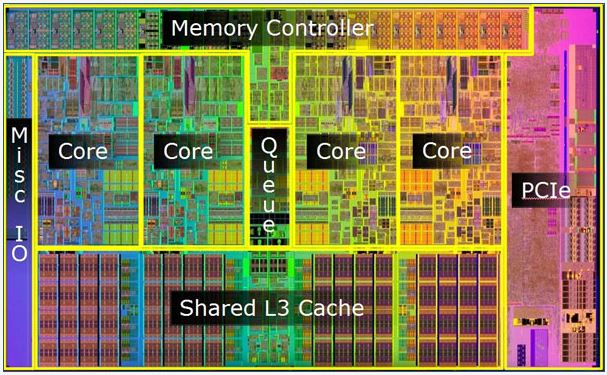 Memory Controller
Misc IO
Core
Core
Queue
Core
Core
PCIe
Shared L3 Cache